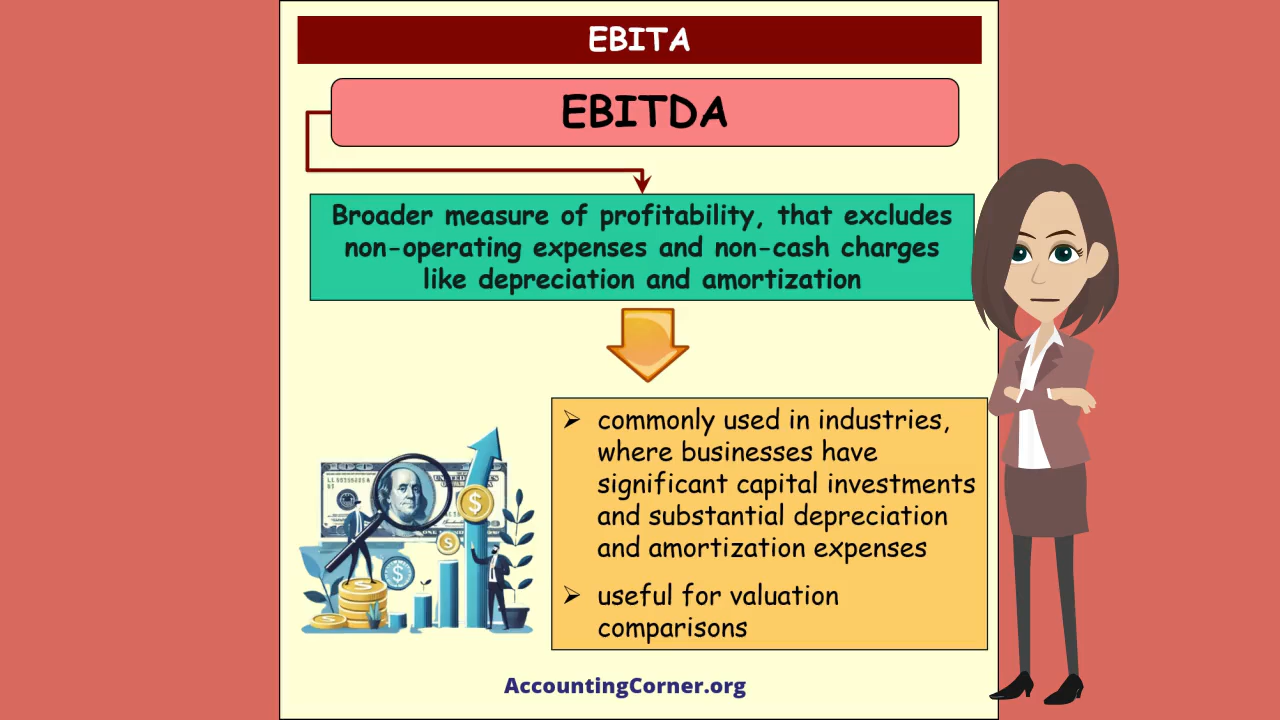 EBITA
EBITDA
Broader measure of profitability, that excludes
non-operating expenses and non-cash charges
like depreciation and amortization
➢ commonly used in industries,
where businesses have
significant capital investments
and substantial depreciation
and amortization expenses
➢ useful for valuation
comparisons
AccountingCorner.org